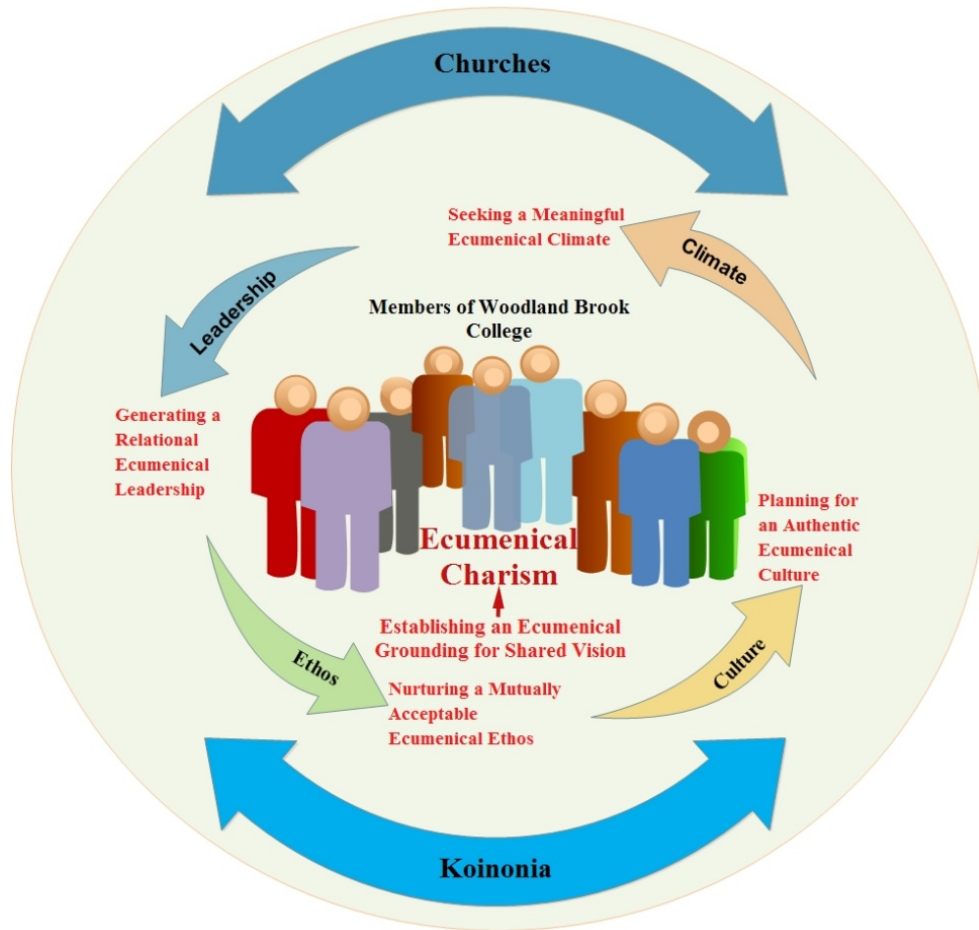 Churches
Seeking a Meaningful
Ecumenical Climate
Climate
Leadership
Members of Woodland Brook
College
Generating a
Relational
Ecumenical
Leadership
Planning for
an Authentic
Ecumenical
Culture
Ecumenical
Charism
Establishing an Ecumenical
Grounding for Shared Vision
Ethos
Culture
Nurturing a Mutually
Acceptable
Ecumenical Ethos
Koinonia